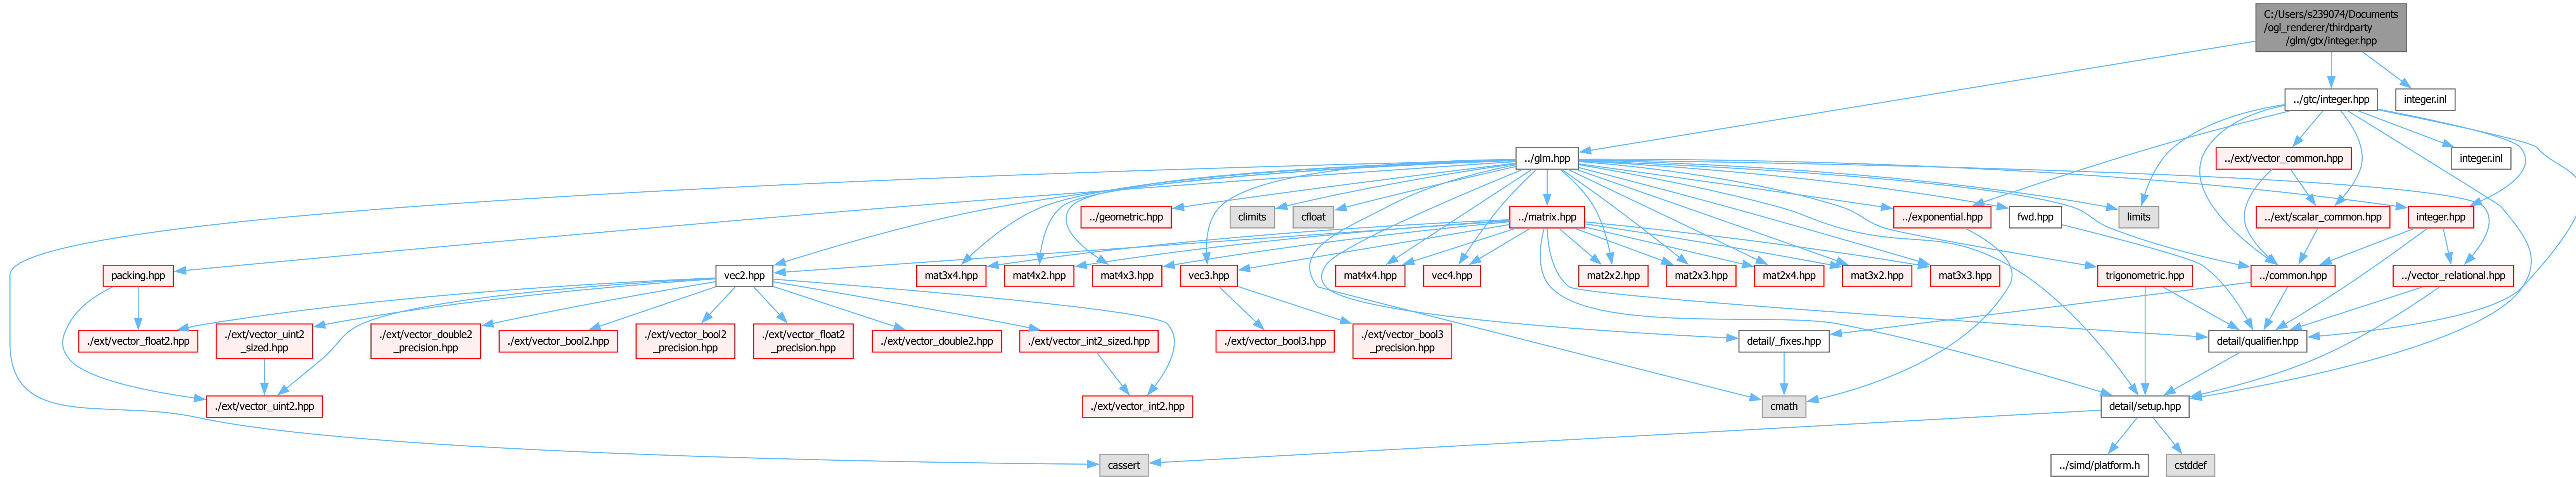 C:/Users/s239074/Documents
/ogl_renderer/thirdparty
/glm/gtx/integer.hpp
../gtc/integer.hpp
integer.inl
../glm.hpp
../ext/vector_common.hpp
integer.inl
../geometric.hpp
climits
cfloat
../matrix.hpp
../exponential.hpp
fwd.hpp
limits
../ext/scalar_common.hpp
integer.hpp
packing.hpp
vec2.hpp
mat3x4.hpp
mat4x2.hpp
mat4x3.hpp
vec3.hpp
mat4x4.hpp
vec4.hpp
mat2x2.hpp
mat2x3.hpp
mat2x4.hpp
mat3x2.hpp
mat3x3.hpp
trigonometric.hpp
../common.hpp
../vector_relational.hpp
./ext/vector_float2.hpp
./ext/vector_uint2
_sized.hpp
./ext/vector_double2
_precision.hpp
./ext/vector_bool2.hpp
./ext/vector_bool2
_precision.hpp
./ext/vector_float2
_precision.hpp
./ext/vector_double2.hpp
./ext/vector_int2_sized.hpp
./ext/vector_bool3.hpp
./ext/vector_bool3
_precision.hpp
detail/_fixes.hpp
detail/qualifier.hpp
./ext/vector_uint2.hpp
./ext/vector_int2.hpp
cmath
detail/setup.hpp
cassert
../simd/platform.h
cstddef